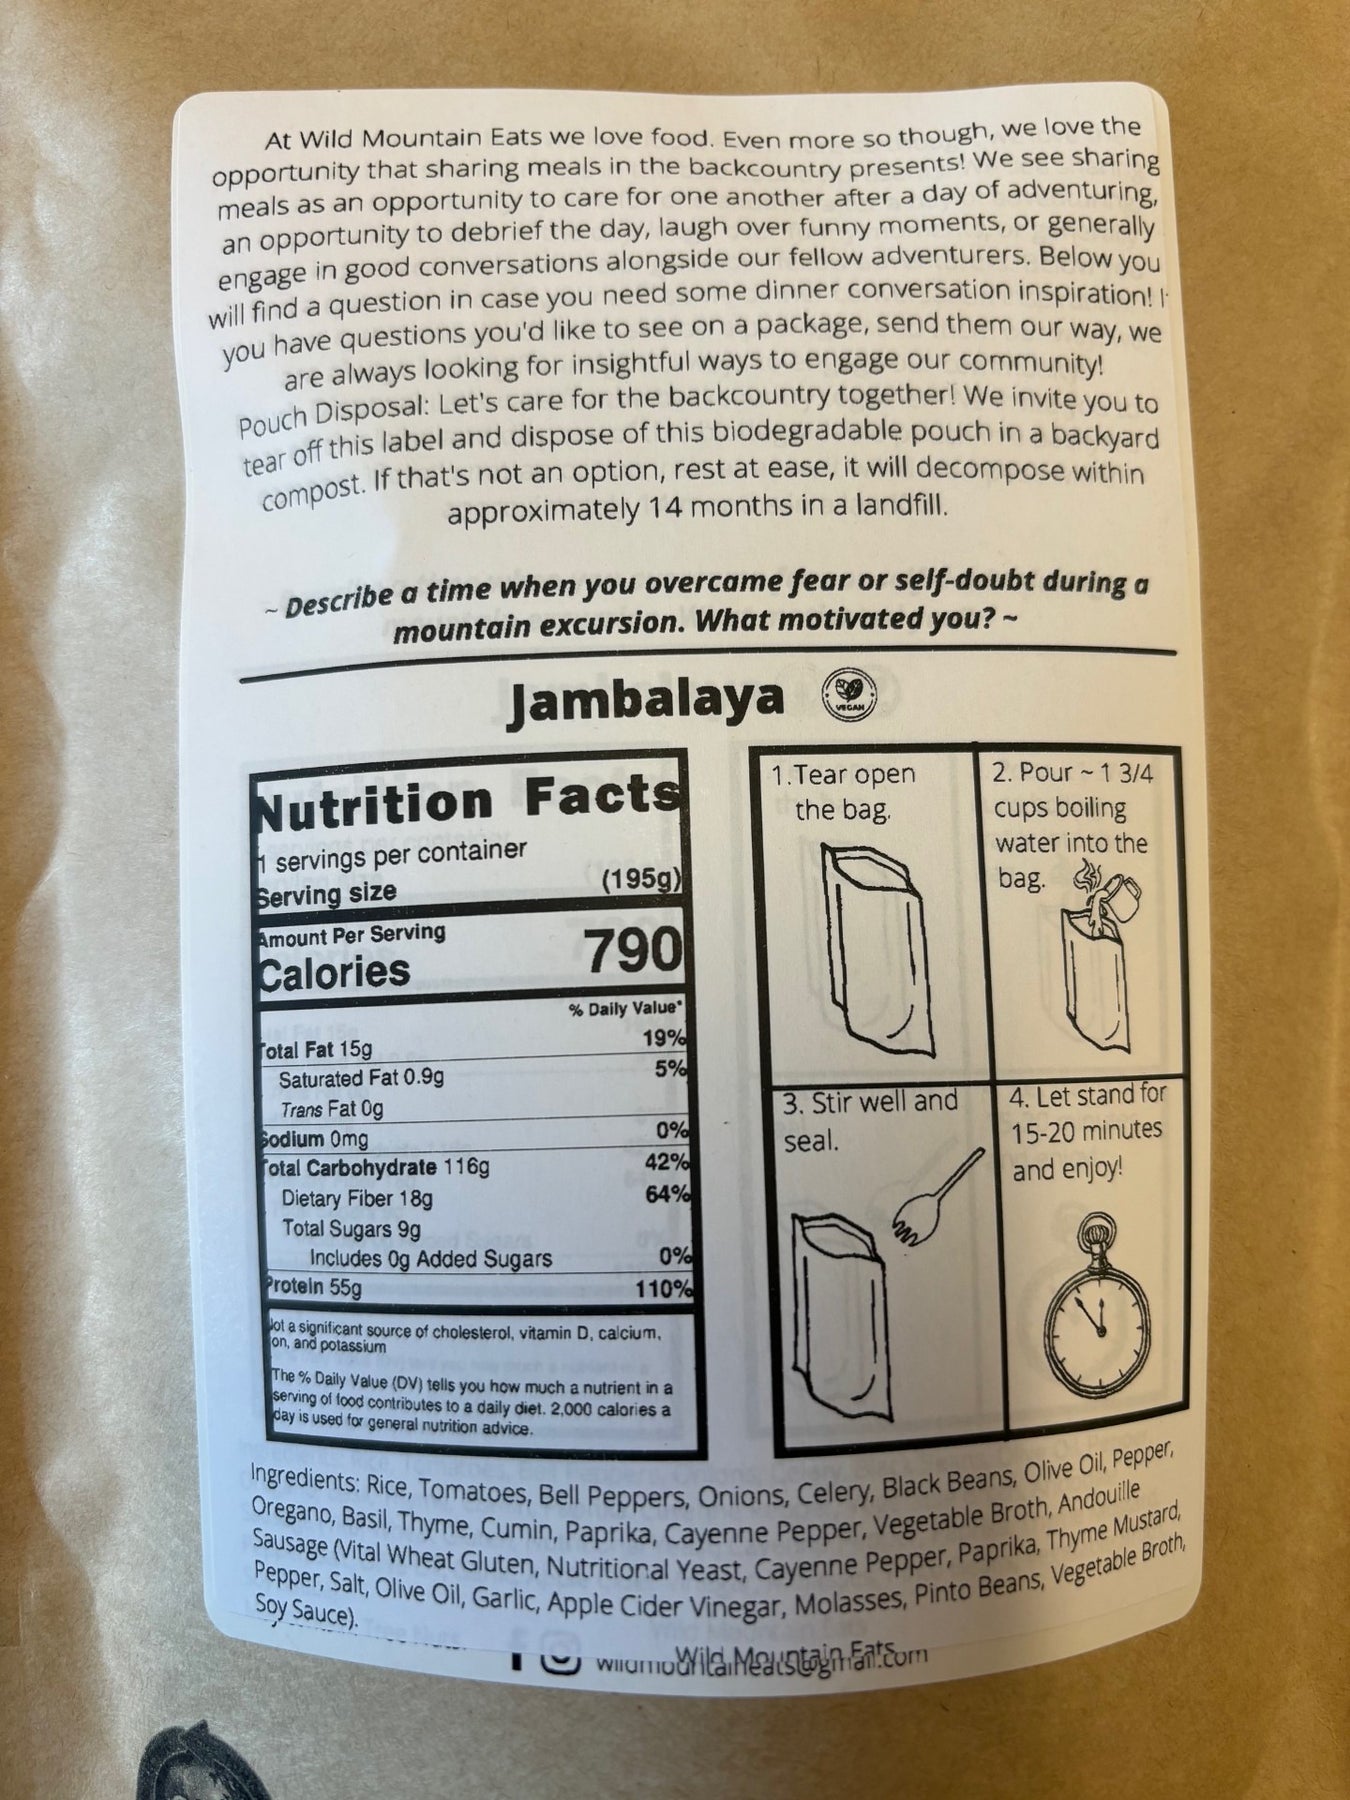 At Wild Mountain Eats we love food. Even more so though, we love the
opportunity that sharing meals in the backcountry presents! We see sharing
meals as an opportunity to care for one another after a day of adventuring,
an opportunity to debrief the day, laugh over funny moments, or generally
engage in good conversations alongside our fellow adventurers. Below you
will find a question in case you need some dinner conversation inspiration!
you have questions you'd like to see on a package, send them our way, we
are always looking for insightful ways to engage our community!
Pouch Disposal: Let's care for the backcountry together! We invite you to
tear off this label and dispose of this biodegradable pouch in a backyard
compost. If that's not an option, rest at ease, it will decompose within
approximately 14 months in a landfill.
~ Describe a time when you overcame fear or self-doubt during a
mountain excursion. What motivated you? ~
Jambalaya
VEGAN
Nutrition Facts
1 servings per container
Serving size (195g)
Amount Per Serving
Calories 790
% Daily Value*
Total Fat 15g 19%
Saturated Fat 0.9g 5%
Trans Fat 0g
Sodium 0mg 0%
Total Carbohydrate 116g 42%
Dietary Fiber 18g 64%
Total Sugars 9g
Includes 0g Added Sugars 0%
Protein 55g 110%
ot a significant source of cholesterol, vitamin D, calcium,
on, and potassium
The % Daily Value (DV) tells you how much a nutrient in a
serving of food contributes to a daily diet. 2,000 calories a
day is used for general nutrition advice.
1.Tear open
the bag.
2. Pour ~ 1 3/4
cups boiling
water into the
bag.
3. Stir well and
seal.
4. Let stand for
15-20 minutes
and enjoy!
Ingredients: Rice, Tomatoes, Bell Peppers, Onions, Celery, Black Beans, Olive Oil, Pepper,
Oregano, Basil, Thyme, Cumin, Paprika, Cayenne Pepper, Vegetable Broth, Andouille
Sausage (Vital Wheat Gluten, Nutritional Yeast, Cayenne Pepper, Paprika, Thyme Mustard,
Pepper, Salt, Olive Oil, Garlic, Apple Cider Vinegar, Molasses, Pinto Beans, Vegetable Broth,
Soy Sauce).
Wild Mountain Eats
wildmountaineats@gmail.com